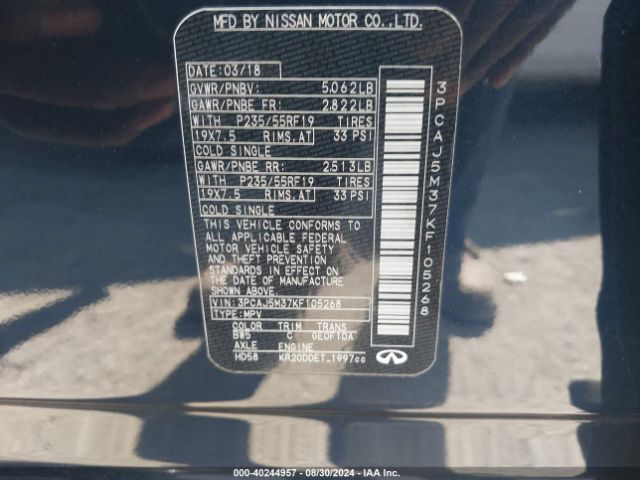 MFD BY NISSAN MOTOR CO.,LTD.
DATE: 03/18
GVWR/PNBV: 5,062LB
GAWR/PNBE FR: 2,822LB
WITH P235/55RF19 TIRES
19X7.5 RIMS,AT 33 PSI
COLD SINGLE
GAWR/PNBE RR: 2,513LB
WITH P235/55RF19 TIRES
19X7.5 RIMS,AT 33 PSI
COLD SINGLE
THIS VEHICLE CONFORMS TO
ALL APPLICABLE FEDERAL
MOTOR VEHICLE SAFETY
AND THEFT PREVENTION
STANDARDS IN EFFECT ON THE
DATE OF MANUFACTURE
SHOWN ABOVE.
VIN: 3PCAJ5M37KF105268
TYPE: MPV
COLOR TRIM TRANS
BW5 C GE0F10A
AXLE ENGINE
HD58 KR20DDET 1997cc
3PCAJ5M37KF105268
000-40244957 - 08/30/2024 - IAA Inc.